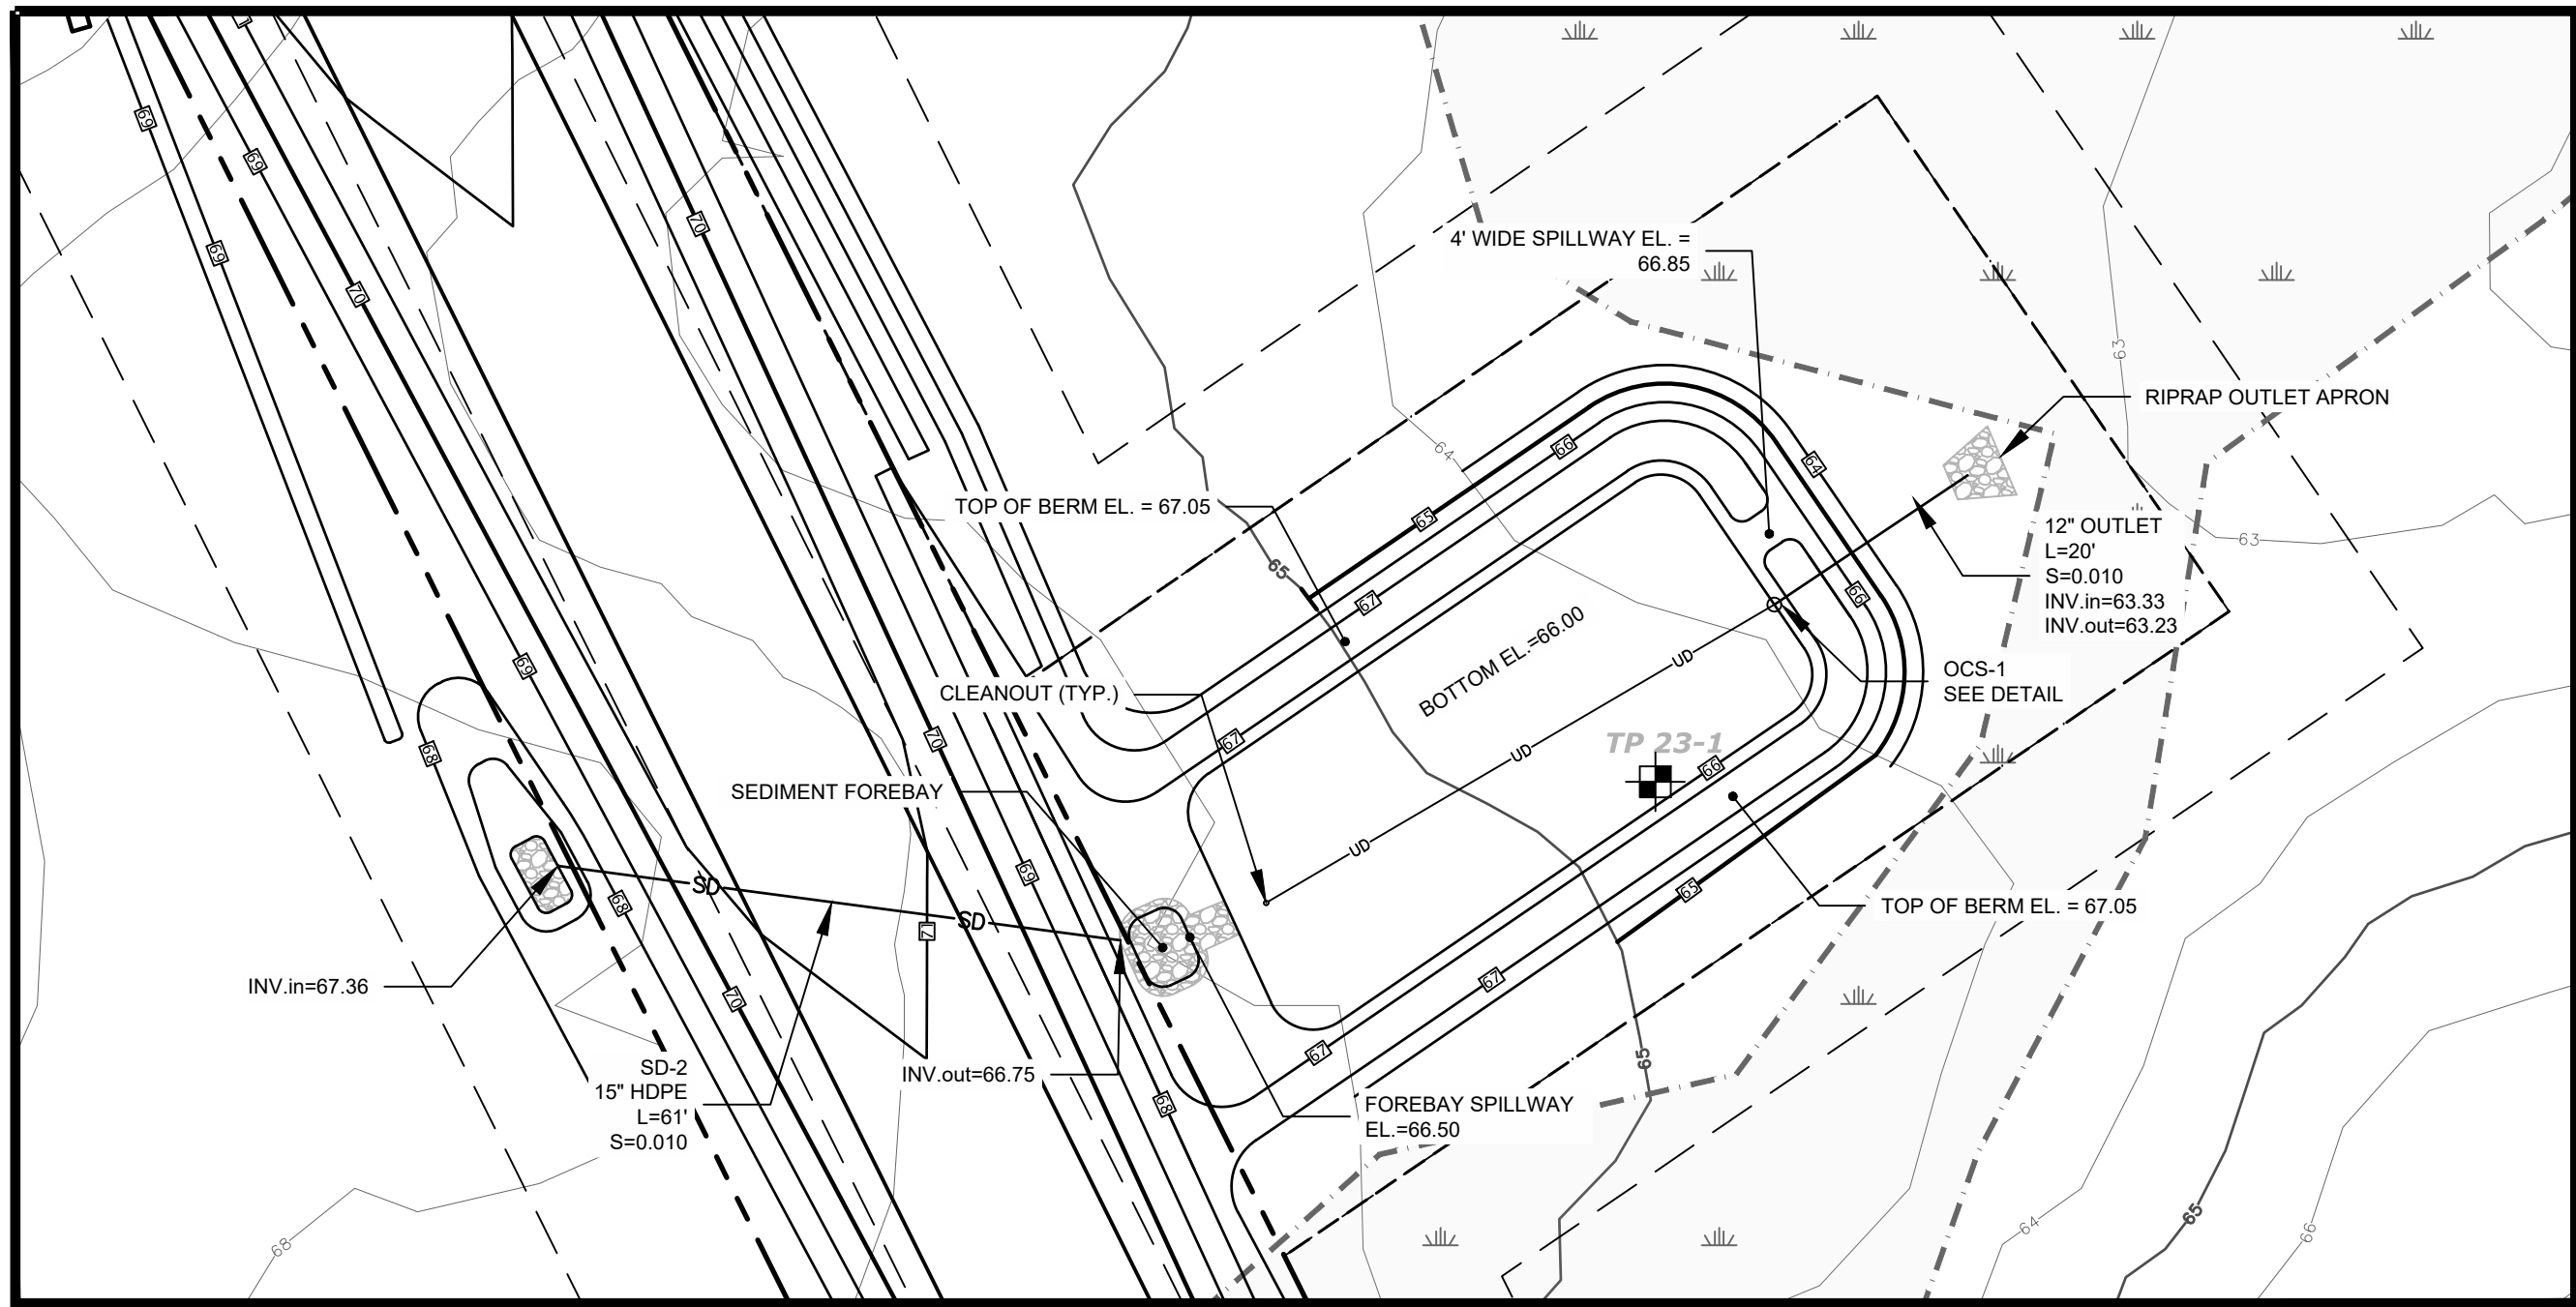 4' WIDE SPILLWAY EL. =
66.85
RIPRAP OUTLET APRON
TOP OF BERM EL. = 67.05
12" OUTLET
L=20'
S=0.010
INV.in=63.33
INV.out=63.23
OCS-1
SEE DETAIL
BOTTOM EL.=66.00
CLEANOUT (TYP.)
TP 23-1
SEDIMENT FOREBAY
TOP OF BERM EL. = 67.05
INV.in=67.36
INV.out=66.75
SD-2
15" HDPE
L=61'
S=0.010
FOREBAY SPILLWAY
EL.=66.50
SD
SD
UD
UD
UD
69
69
69
70
70
69
68
68
70
70
69
68
71
67
67
67
67
66
66
66
65
65
64
63
63
64
64
65
65
65
66
68